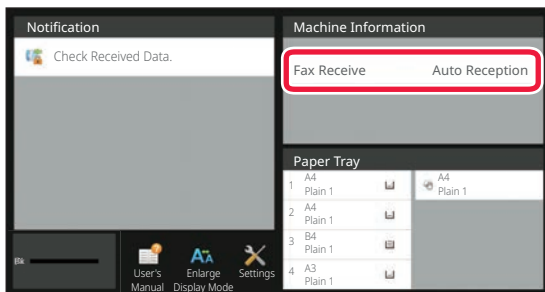 Notification
Check Received Data.
Machine Information
Fax Receive Auto Reception
Paper Tray
1 A4
Plain 1
2 A4
Plain 1
3 B4
Plain 1
4 A3
Plain 1
A4
Plain 1
Bk
User's Manual
Enlarge Display Mode
Settings